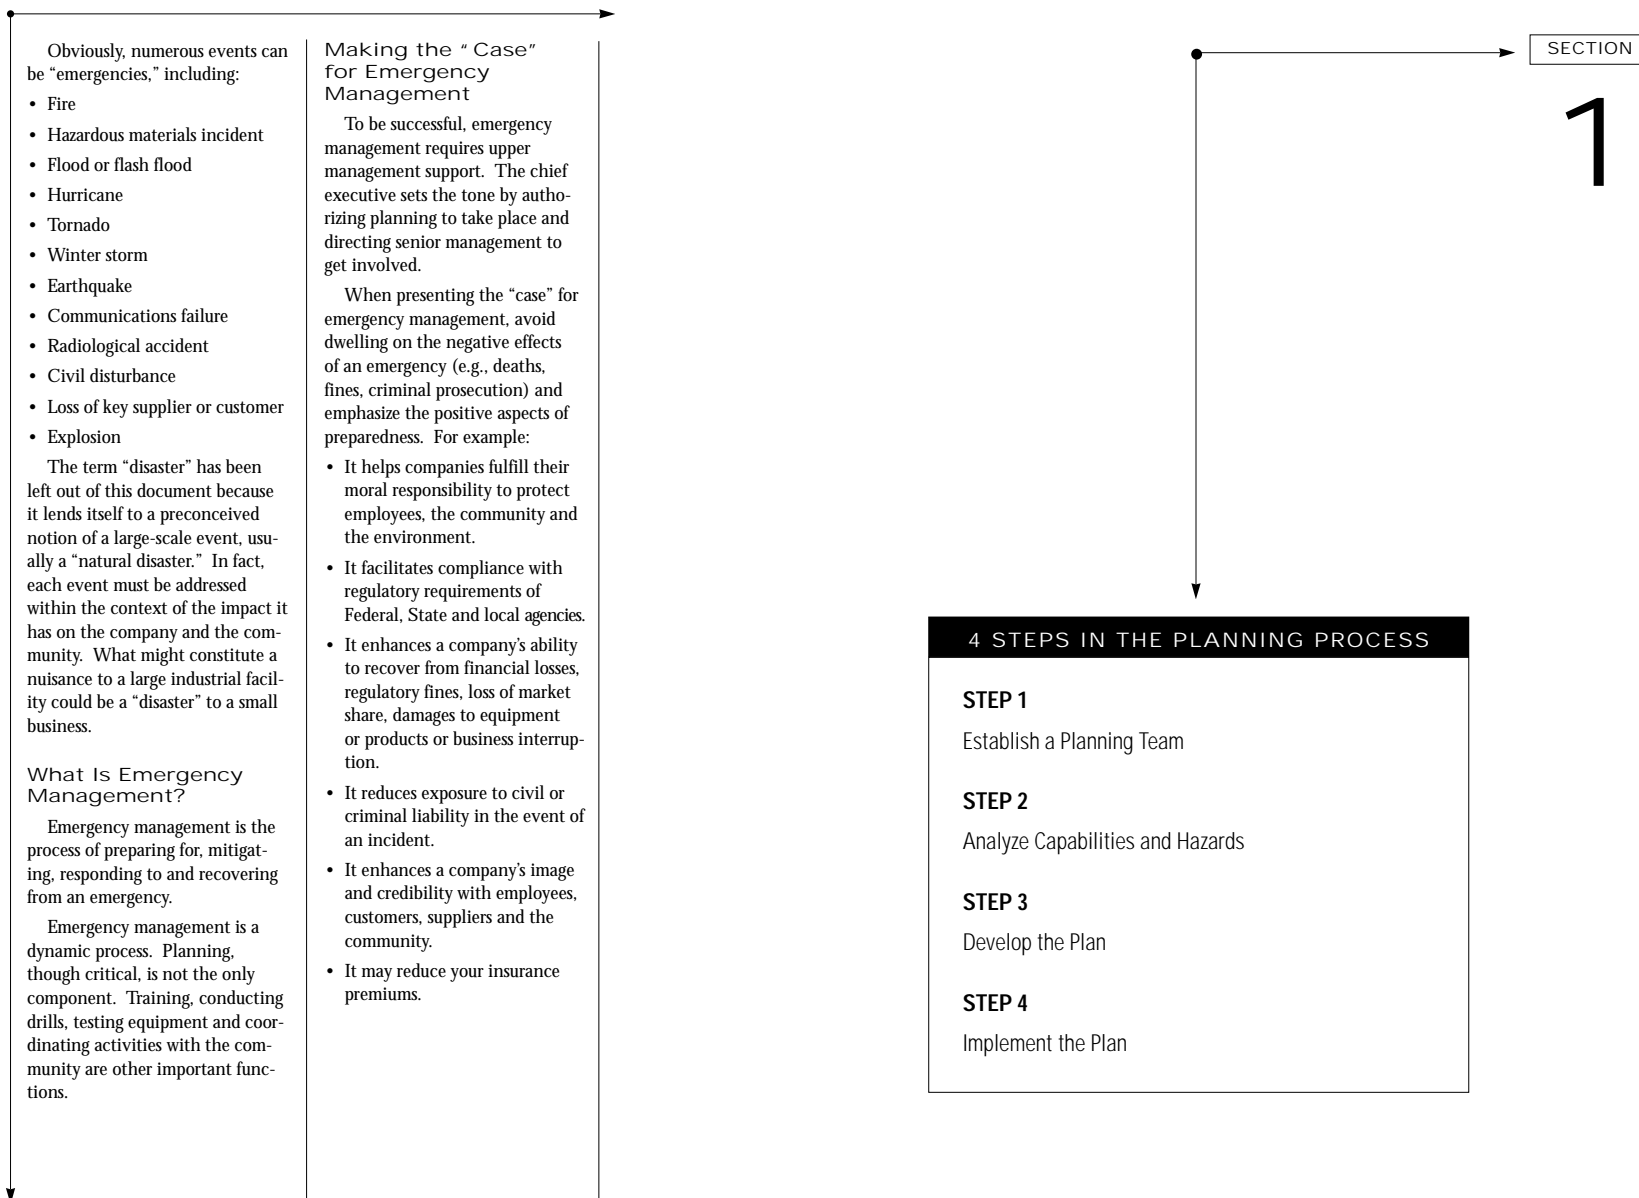 Obviously, numerous events can
be “emergencies,” including:
• Fire
• Hazardous materials incident
• Flood or flash flood
• Hurricane
• Tornado
• Winter storm
• Earthquake
• Communications failure
• Radiological accident
• Civil disturbance
• Loss of key supplier or customer
• Explosion
The term “disaster” has been
left out of this document because
it lends itself to a preconceived
notion of a large-scale event, usu-
ally a “natural disaster.” In fact,
each event must be addressed
within the context of the impact it
has on the company and the com-
munity. What might constitute a
nuisance to a large industrial facil-
ity could be a “disaster” to a small
business.
What Is Emergency
Management?
Emergency management is the
process of preparing for, mitigat-
ing, responding to and recovering
from an emergency.
Emergency management is a
dynamic process. Planning,
though critical, is not the only
component. Training, conducting
drills, testing equipment and coor-
dinating activities with the com-
munity are other important func-
tions.
Making the “Case”
for Emergency
Management
To be successful, emergency
management requires upper
management support. The chief
executive sets the tone by autho-
rizing planning to take place and
directing senior management to
get involved.
When presenting the “case” for
emergency management, avoid
dwelling on the negative effects
of an emergency (e.g., deaths,
fines, criminal prosecution) and
emphasize the positive aspects of
preparedness. For example:
• It helps companies fulfill their
moral responsibility to protect
employees, the community and
the environment.
• It facilitates compliance with
regulatory requirements of
Federal, State and local agencies.
• It enhances a company’s ability
to recover from financial losses,
regulatory fines, loss of market
share, damages to equipment
or products or business interrup-
tion.
• It reduces exposure to civil or
criminal liability in the event of
an incident.
• It enhances a company’s image
and credibility with employees,
customers, suppliers and the
community.
• It may reduce your insurance
premiums.
SECTION
1
4 STEPS IN THE PLANNING PROCESS
STEP 1
Establish a Planning Team
STEP 2
Analyze Capabilities and Hazards
STEP 3
Develop the Plan
STEP 4
Implement the Plan